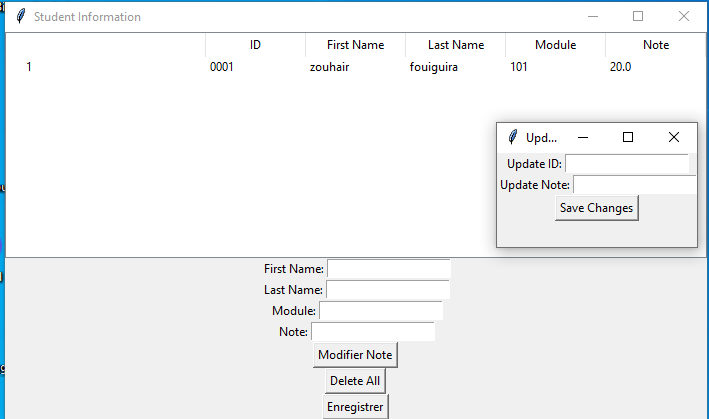 Student Information
ID First Name Last Name Module Note
1 0001 zouhair fouiguira 101 20.0
Upd...
Update ID:
Update Note:
Save Changes
First Name:
Last Name:
Module:
Note:
Modifier Note
Delete All
Enregistrer